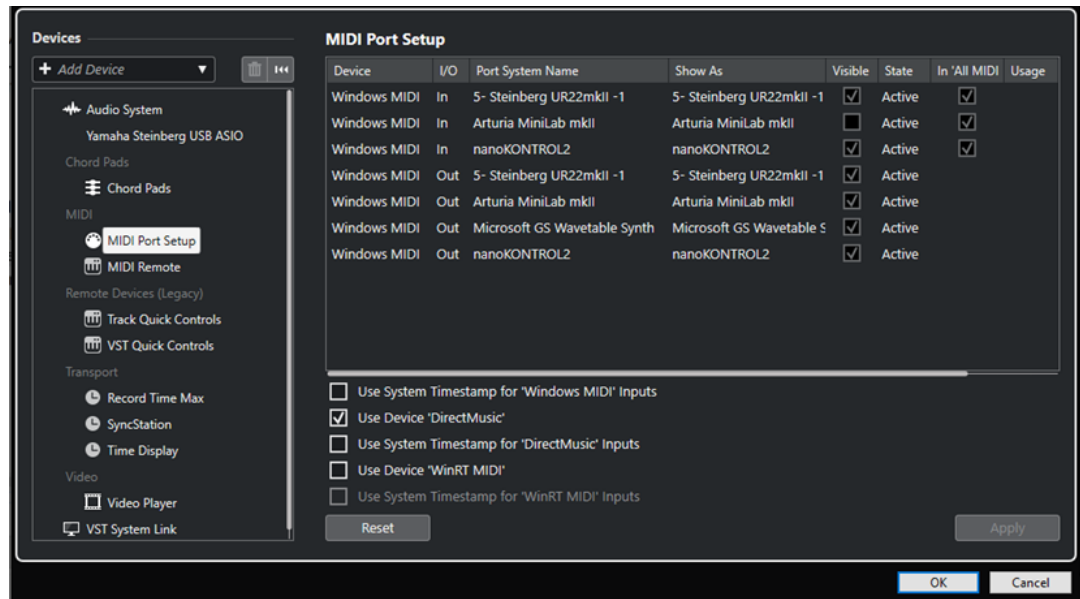 Devices
+ Add Device
Audio System
Yamaha Steinberg USB ASIO
Chord Pads
Chord Pads
MIDI
MIDI Port Setup
MIDI Remote
Remote Devices (Legacy)
Track Quick Controls
VST Quick Controls
Transport
Record Time Max
SyncStation
Time Display
Video
Video Player
VST System Link
MIDI Port Setup
Device I/O Port System Name Show As Visible State In 'All MIDI Usage
Windows MIDI In 5- Steinberg UR22mkII -1 5- Steinberg UR22mkII -1 Active
Windows MIDI In Arturia MiniLab mkII Arturia MiniLab mkII Active
Windows MIDI In nanoKONTROL2 nanoKONTROL2 Active
Windows MIDI Out 5- Steinberg UR22mkII -1 5- Steinberg UR22mkII -1 Active
Windows MIDI Out Arturia MiniLab mkII Arturia MiniLab mkII Active
Windows MIDI Out Microsoft GS Wavetable Synth Microsoft GS Wavetable S Active
Windows MIDI Out nanoKONTROL2 nanoKONTROL2 Active
Use System Timestamp for 'Windows MIDI' Inputs
Use Device 'DirectMusic'
Use System Timestamp for 'DirectMusic' Inputs
Use Device 'WinRT MIDI'
Use System Timestamp for 'WinRT MIDI' Inputs
Reset Apply
OK Cancel